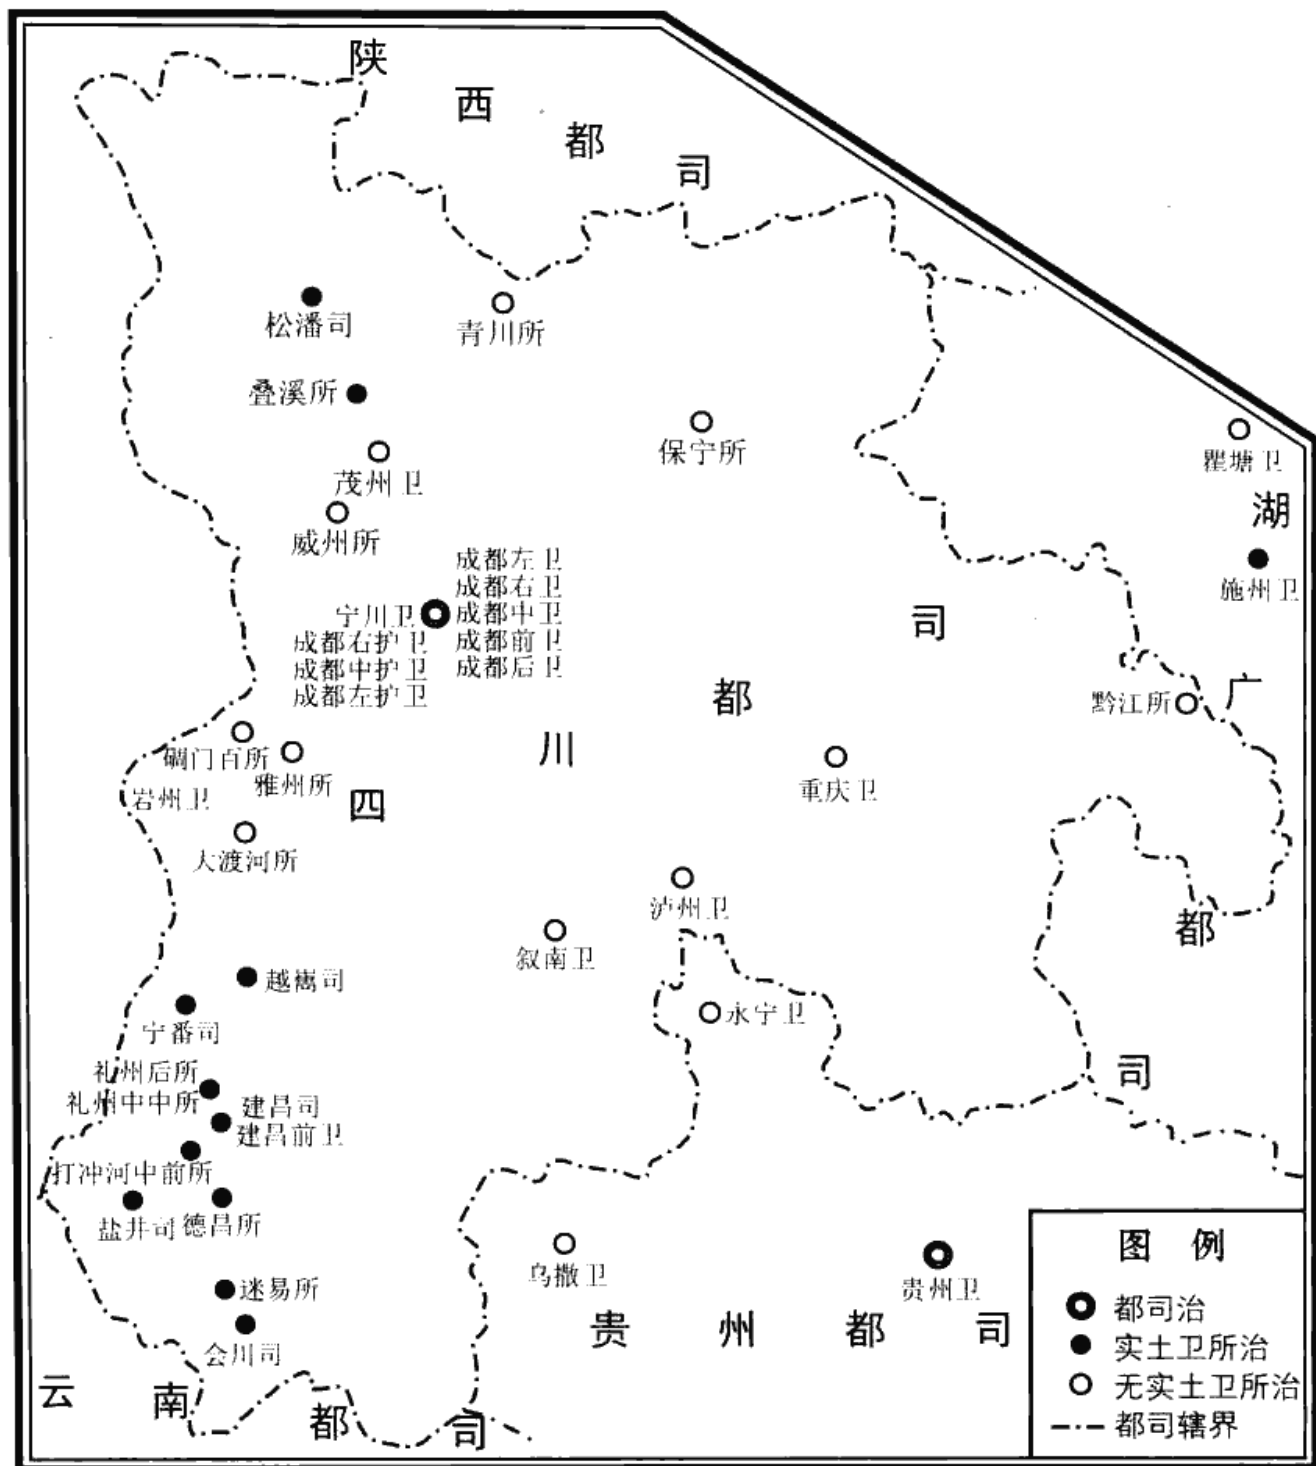 陕西都司
松潘司
青川所
叠溪所
保宁所
茂州卫
瞿塘卫
威州所
施州卫
成都左卫
成都右卫
宁川卫
成都中卫
成都右护卫
成都前卫
成都中护卫
成都后卫
成都左护卫
四川都司
湖广都司
黔江所
碉门百所
雅州所
岩州卫
重庆卫
大渡河所
泸州卫
叙南卫
越嶲司
永宁卫
宁番司
礼州后所
礼州中中所
建昌司
建昌前卫
打冲河中前所
盐井司
德昌所
乌撒卫
贵州卫
迷易所
会川司
贵州都司
云南都司
图例
都司治
实土卫所治
无实土卫所治
都司辖界